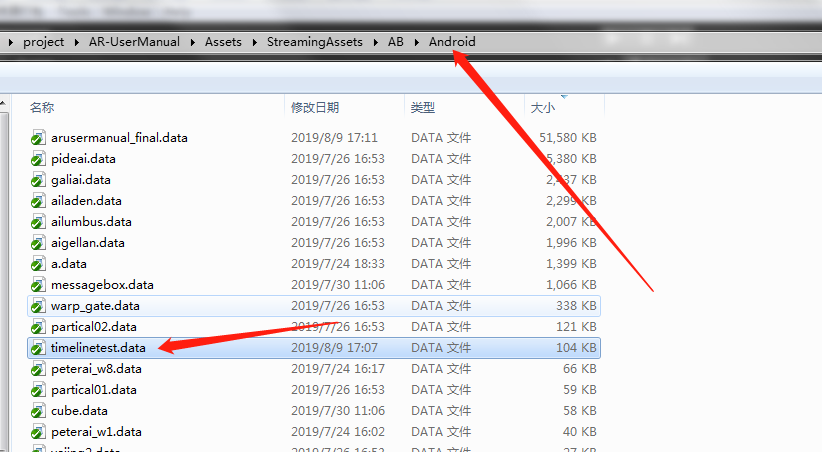 project AR-UserManual Assets StreamingAssets AB Android
名称 修改日期 类型 大小
arusermanual_final.data 2019/8/9 17:11 DATA 文件 51,580 KB
pideai.data 2019/7/26 16:53 DATA 文件 5,380 KB
galiai.data 2019/7/26 16:53 DATA 文件 2,437 KB
ailaden.data 2019/7/26 16:53 DATA 文件 2,299 KB
ailumbus.data 2019/7/26 16:53 DATA 文件 2,007 KB
aigellan.data 2019/7/26 16:53 DATA 文件 1,996 KB
a.data 2019/7/24 18:33 DATA 文件 1,399 KB
messagebox.data 2019/7/30 11:06 DATA 文件 1,066 KB
warp_gate.data 2019/7/26 16:53 DATA 文件 338 KB
partical02.data 2019/7/26 16:53 DATA 文件 121 KB
timelinetest.data 2019/8/9 17:07 DATA 文件 104 KB
peterai_w8.data 2019/7/24 16:17 DATA 文件 66 KB
partical01.data 2019/7/26 16:53 DATA 文件 59 KB
cube.data 2019/7/30 11:06 DATA 文件 58 KB
peterai_w1.data 2019/7/24 16:02 DATA 文件 40 KB